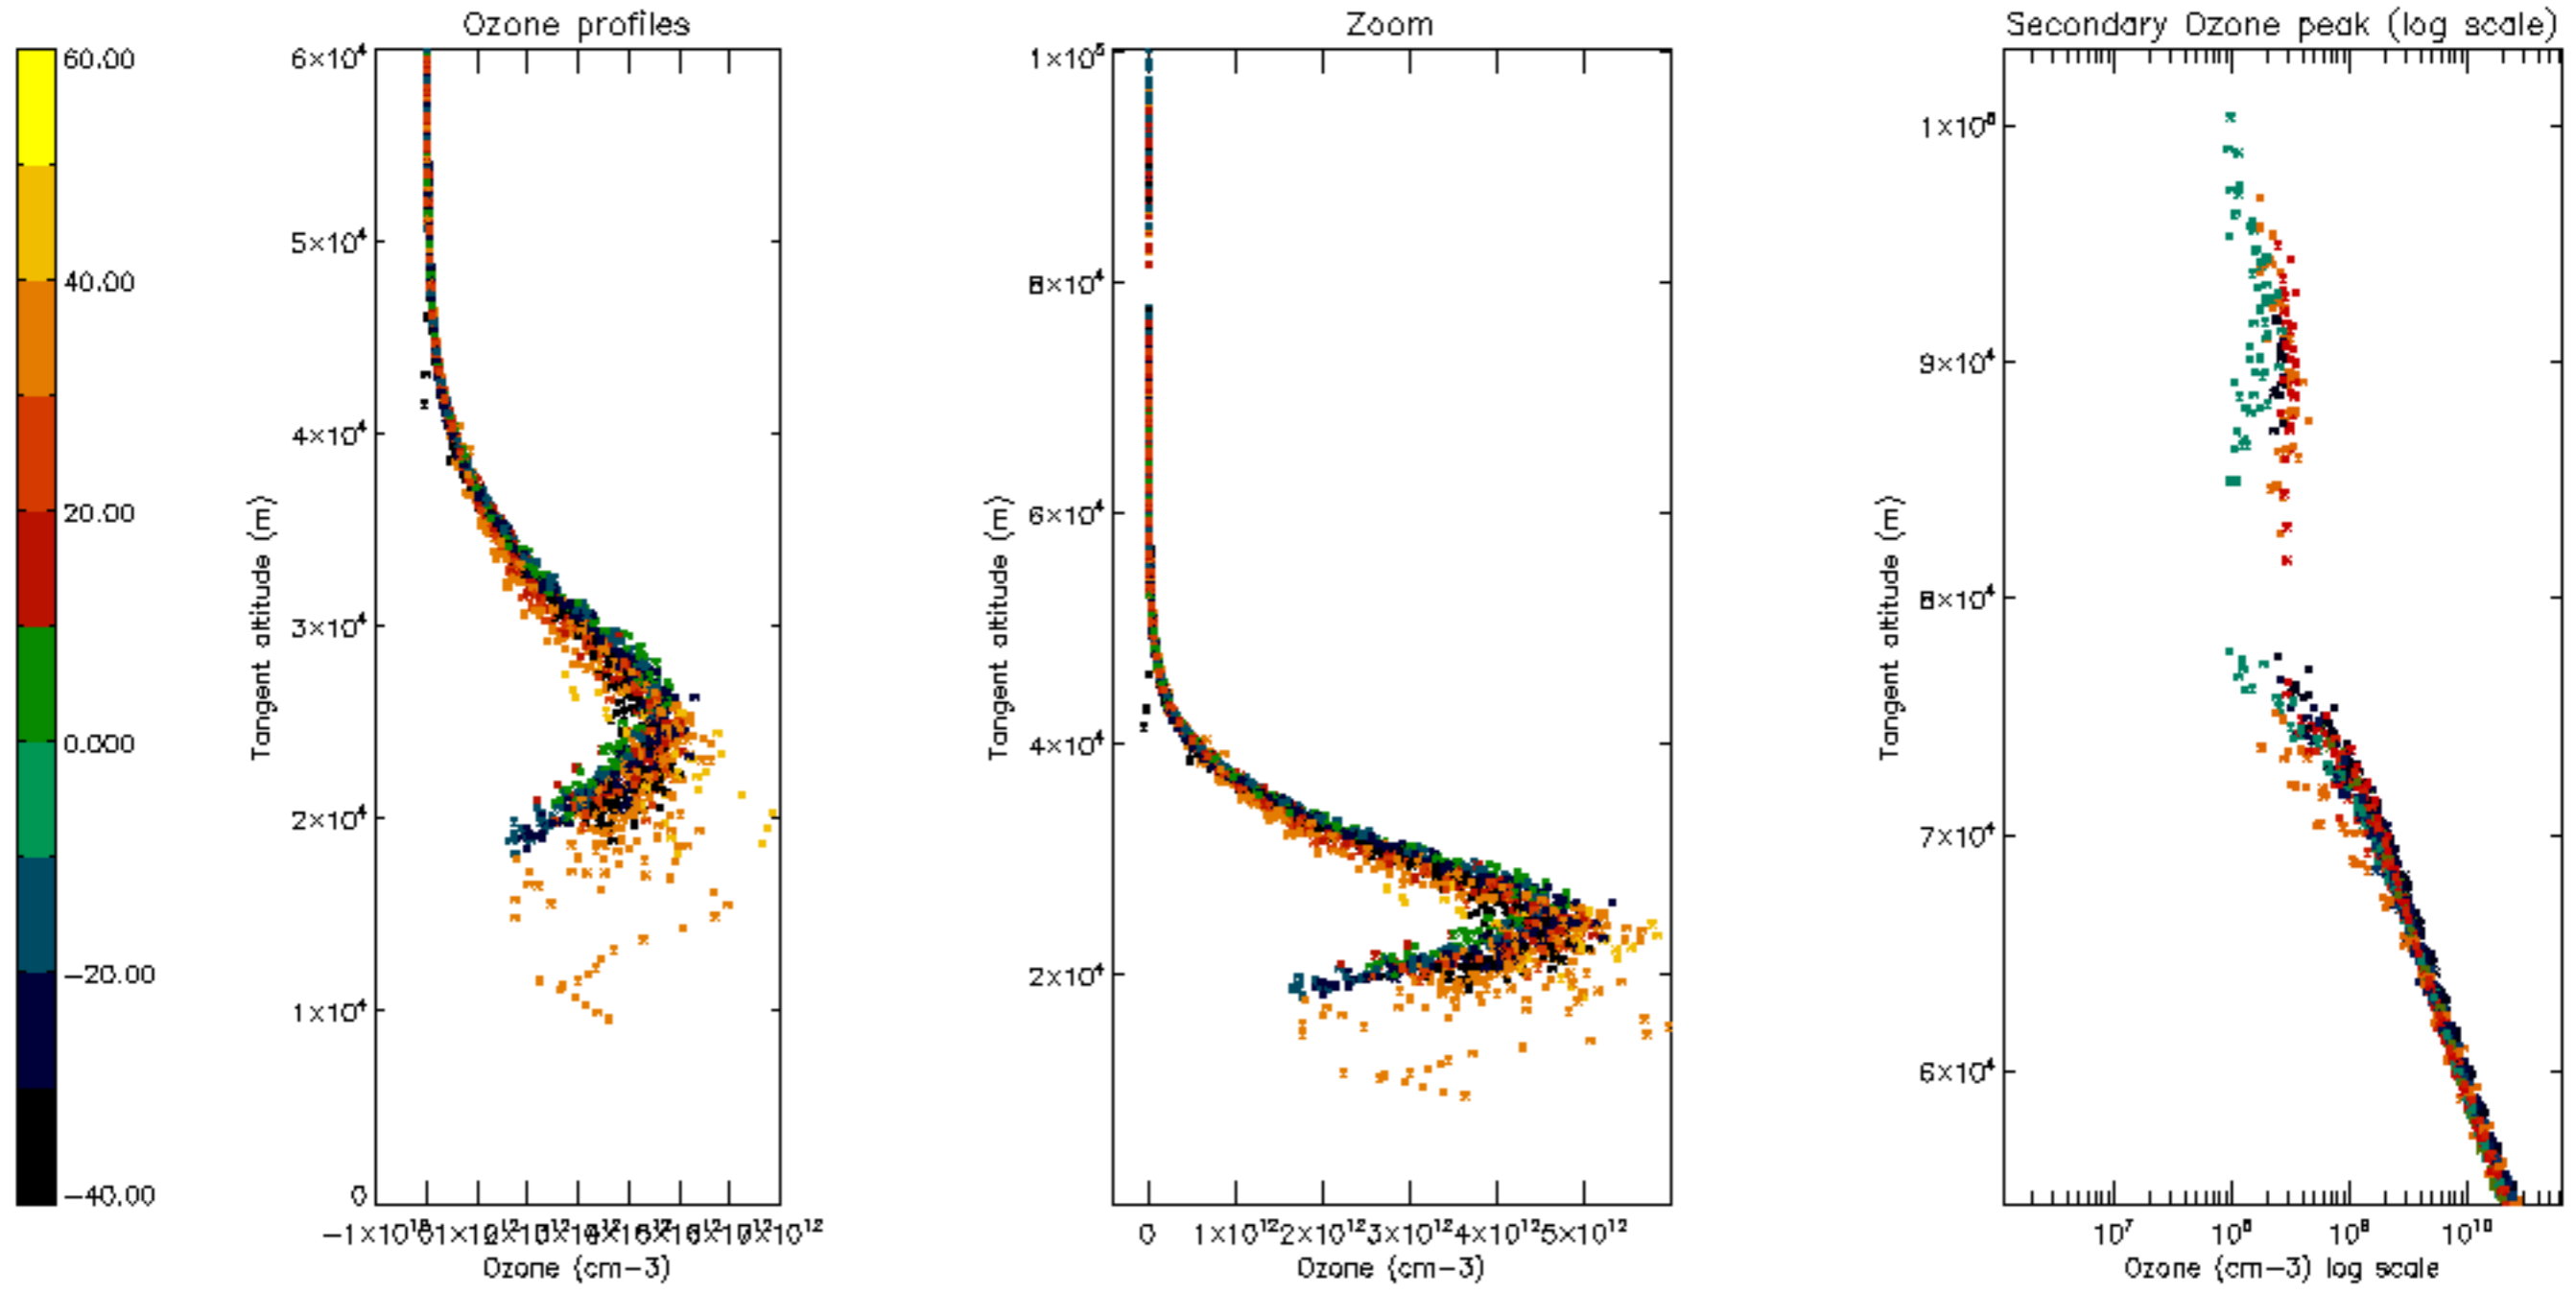 Ozone profiles
Zoom
Secondary Ozone peak (log scale)
60.00
40.00
20.00
0.000
−20.00
−40.00
6×10⁴
5×10⁴
4×10⁴
3×10⁴
2×10⁴
1×10⁴
0
Tangent altitude (m)
Ozone (cm−3)
1×10⁵
8×10⁴
6×10⁴
4×10⁴
2×10⁴
Tangent altitude (m)
0 1×10¹² 2×10¹² 3×10¹² 4×10¹² 5×10¹²
Ozone (cm−3)
1×10⁵
9×10⁴
8×10⁴
7×10⁴
6×10⁴
Tangent altitude (m)
10⁷ 10⁸ 10⁹ 10¹⁰
Ozone (cm−3) log scale